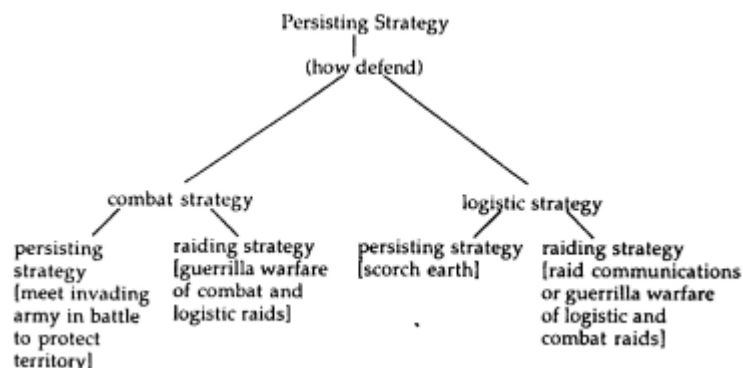 Persisting Strategy
(how defend)
combat strategy
logistic strategy
persisting
strategy
[meet invading
army in battle
to protect
territory]
raiding strategy
[guerrilla warfare
of combat and
logistic raids]
persisting strategy
[scorch earth]
raiding strategy
[raid communications
or guerrilla warfare
of logistic and
combat raids]